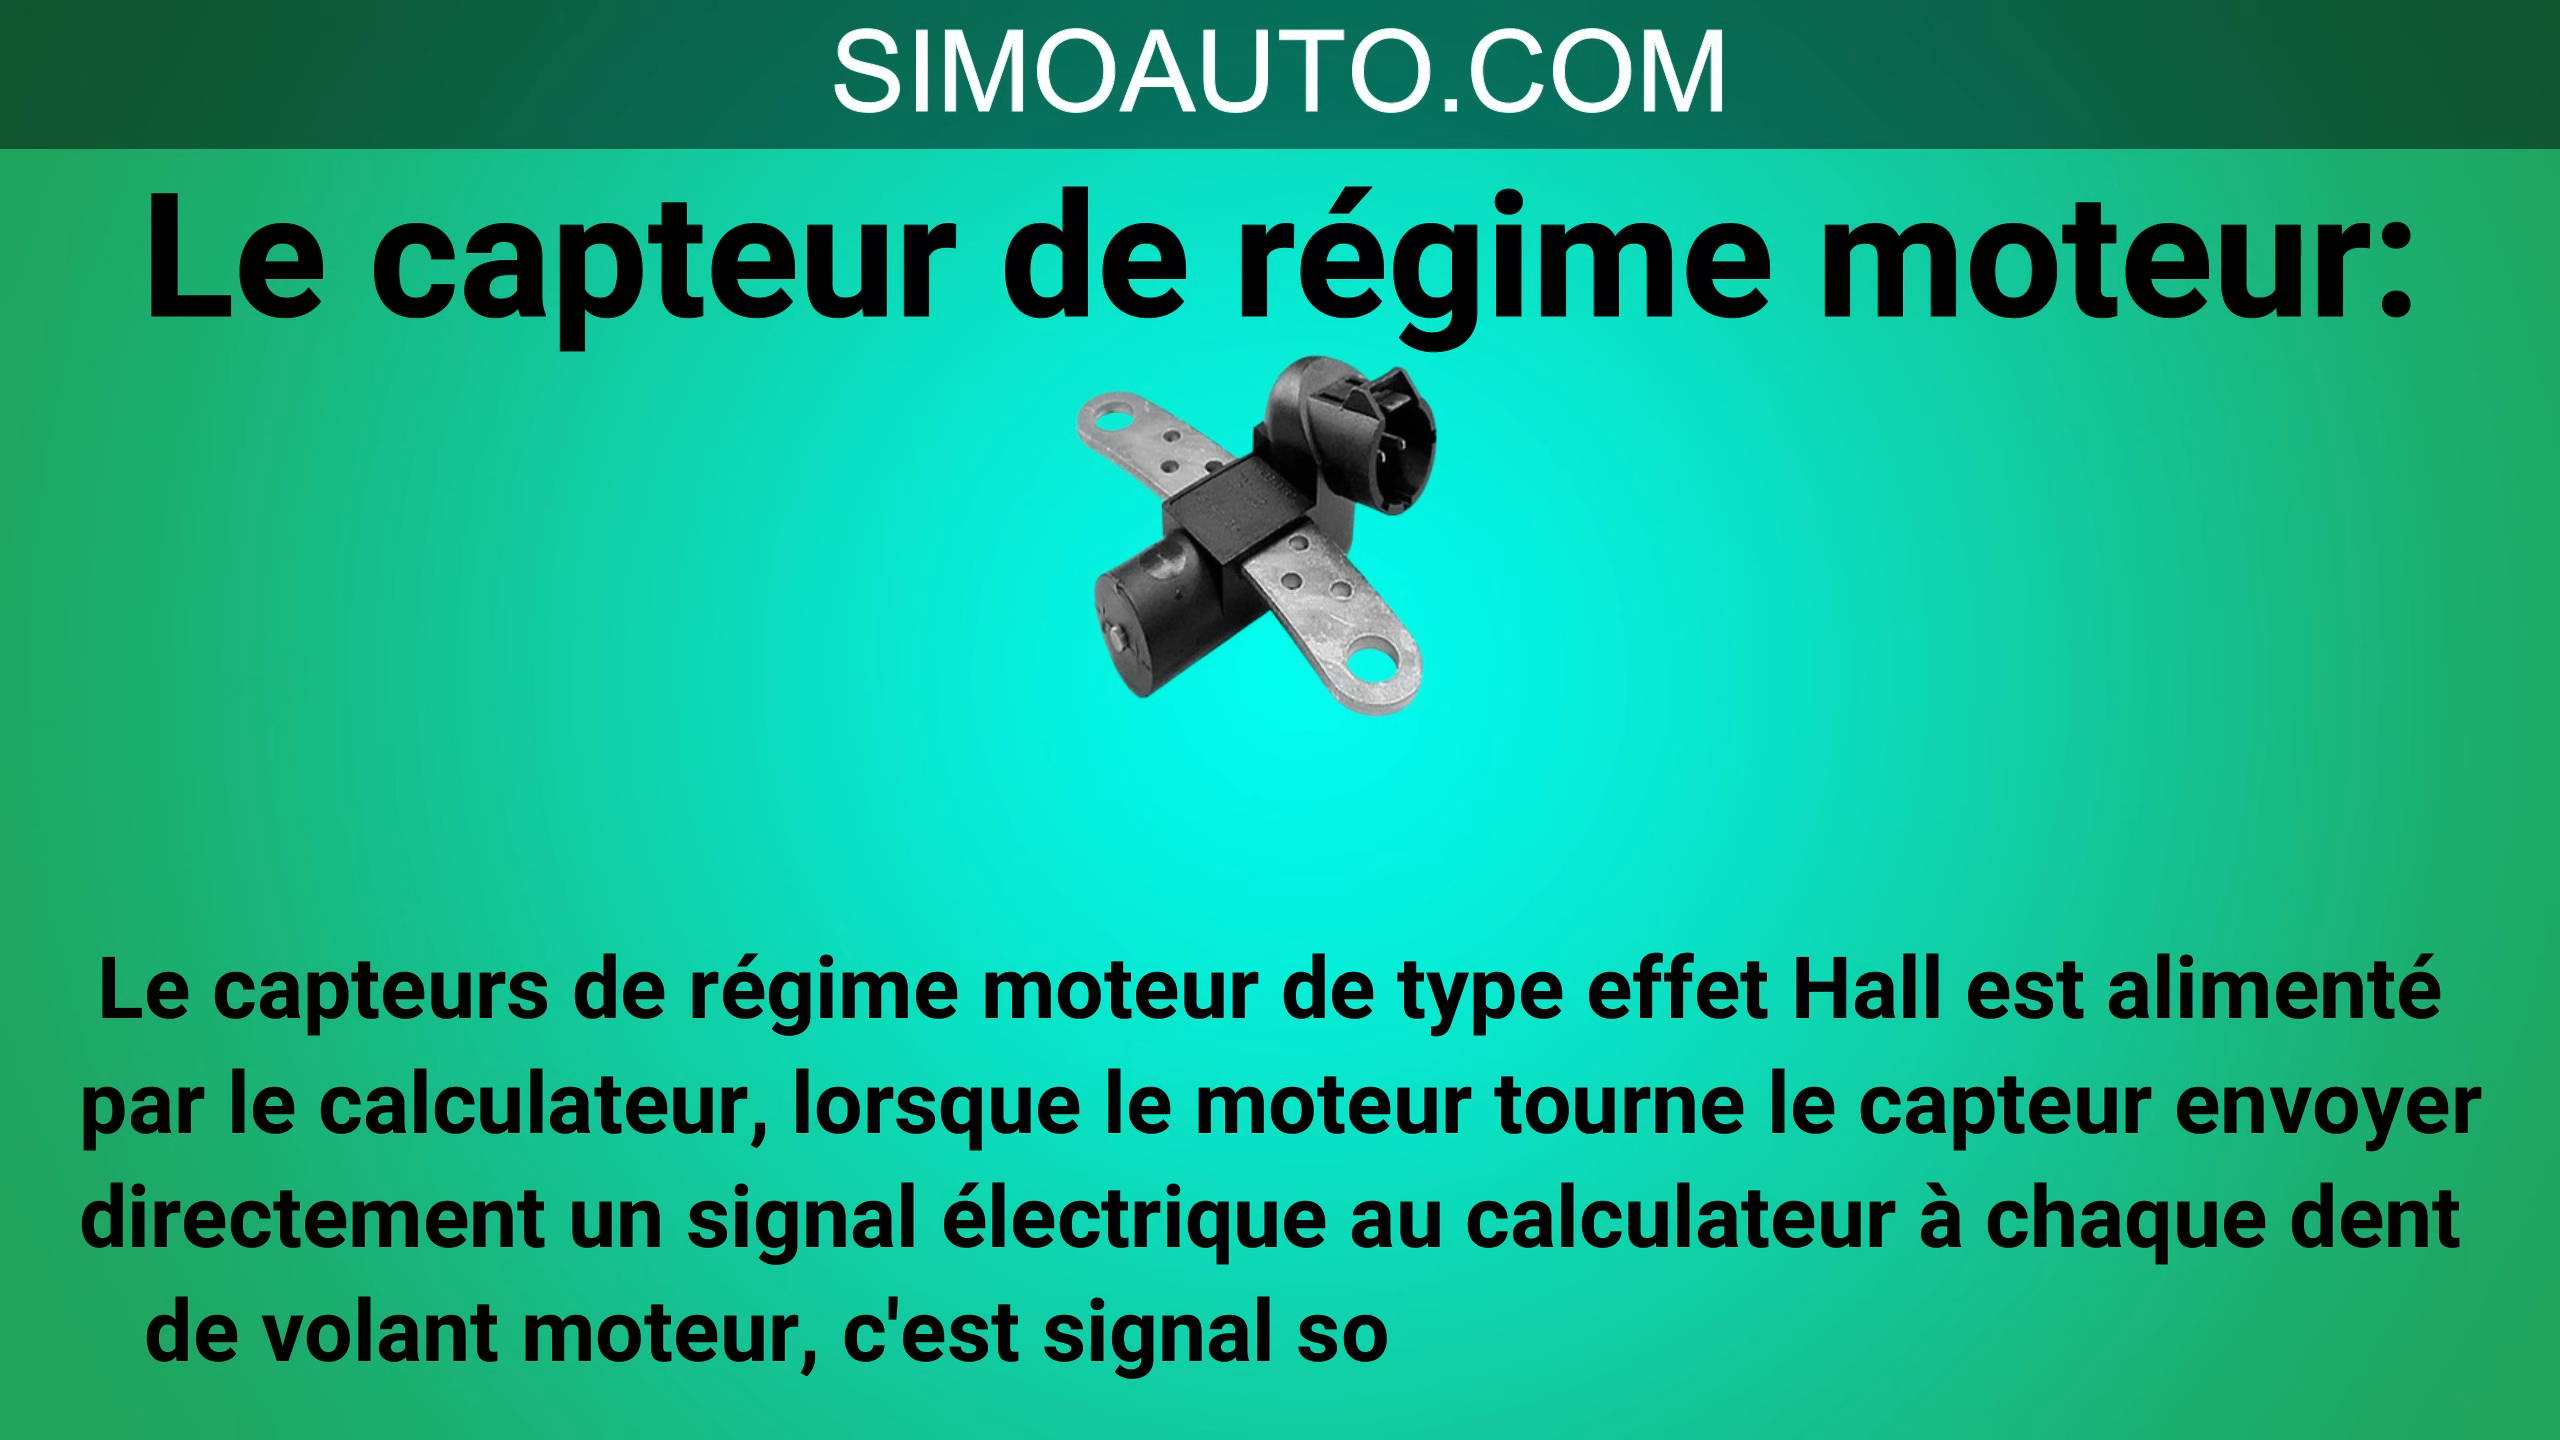 SIMOAUTO.COM
Le capteur de régime moteur:
Le capteurs de régime moteur de type effet Hall est alimenté
par le calculateur, lorsque le moteur tourne le capteur envoyer
directement un signal électrique au calculateur à chaque dent
de volant moteur, c'est signal so